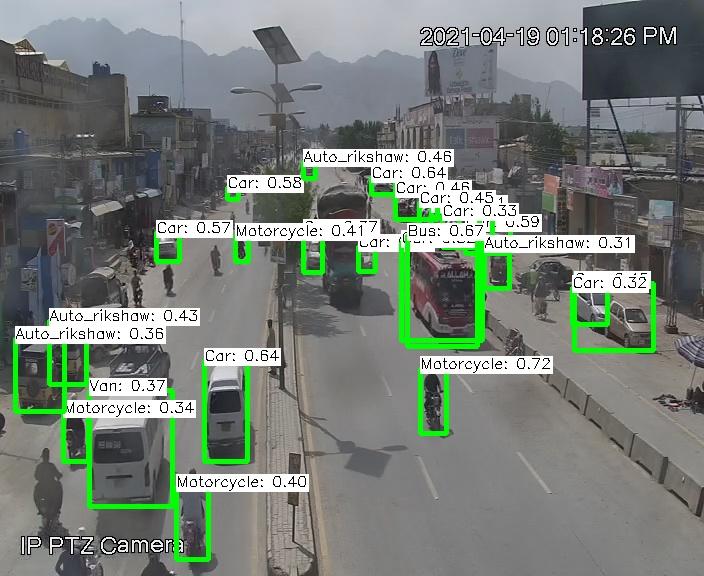 2021-04-19 01:18:26 PM
Auto_rikshaw: 0.46
Car: 0.64
Car: 0.58
Car: 0.46
Car: 0.45
Car: 0.33
Car: 0.57
Motorcycle: 0.41
Bus: 0.67
Auto_rikshaw: 0.31
Car: 0.32
Auto_rikshaw: 0.43
Auto_rikshaw: 0.36
Car: 0.64
Motorcycle: 0.72
Van: 0.37
Motorcycle: 0.34
Motorcycle: 0.40
IP PTZ Camera